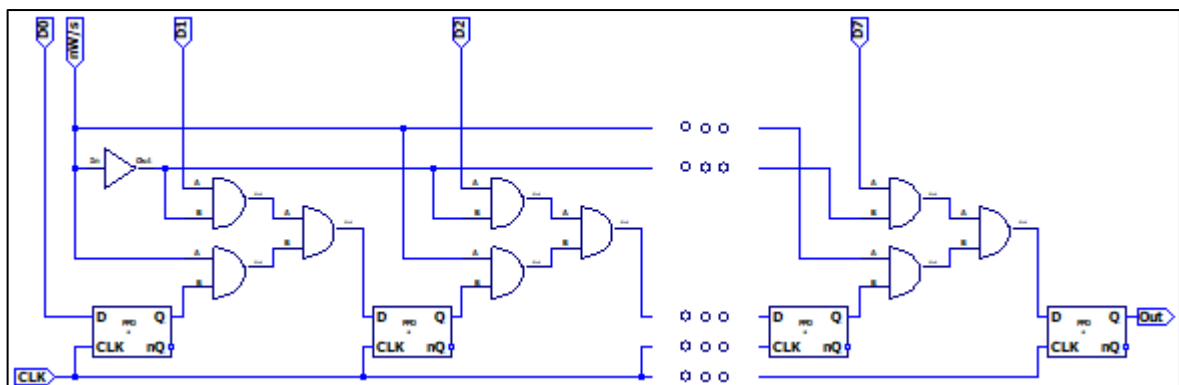 D0 nW/s D1 D2 D7
In Out
A A A
B A B A B A
B B B
A A A
B B B
D Q D Q D Q D Q Out
CLK nQ CLK nQ CLK nQ CLK nQ
CLK